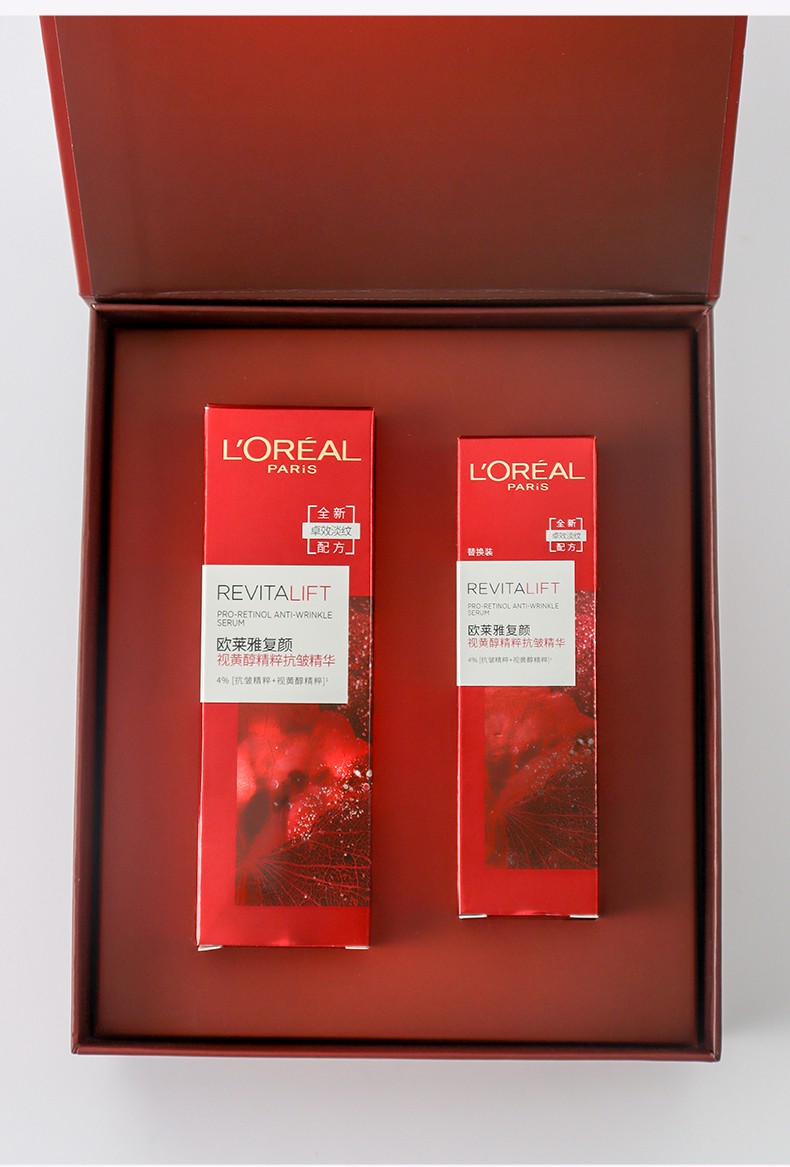 L'ORÉAL
PARiS
全新
卓效淡纹
配方
REVITALIFT
PRO-RETINOL ANTI-WRINKLE
SERUM
欧莱雅复颜
视黄醇精粹抗皱精华
4% [抗皱精粹+视黄醇精粹]¹
L'ORÉAL
PARiS
全新
卓效淡纹
配方
替换装
REVITALIFT
PRO-RETINOL ANTI-WRINKLE
SERUM
欧莱雅复颜
视黄醇精粹抗皱精华
4% [抗皱精粹+视黄醇精粹]¹